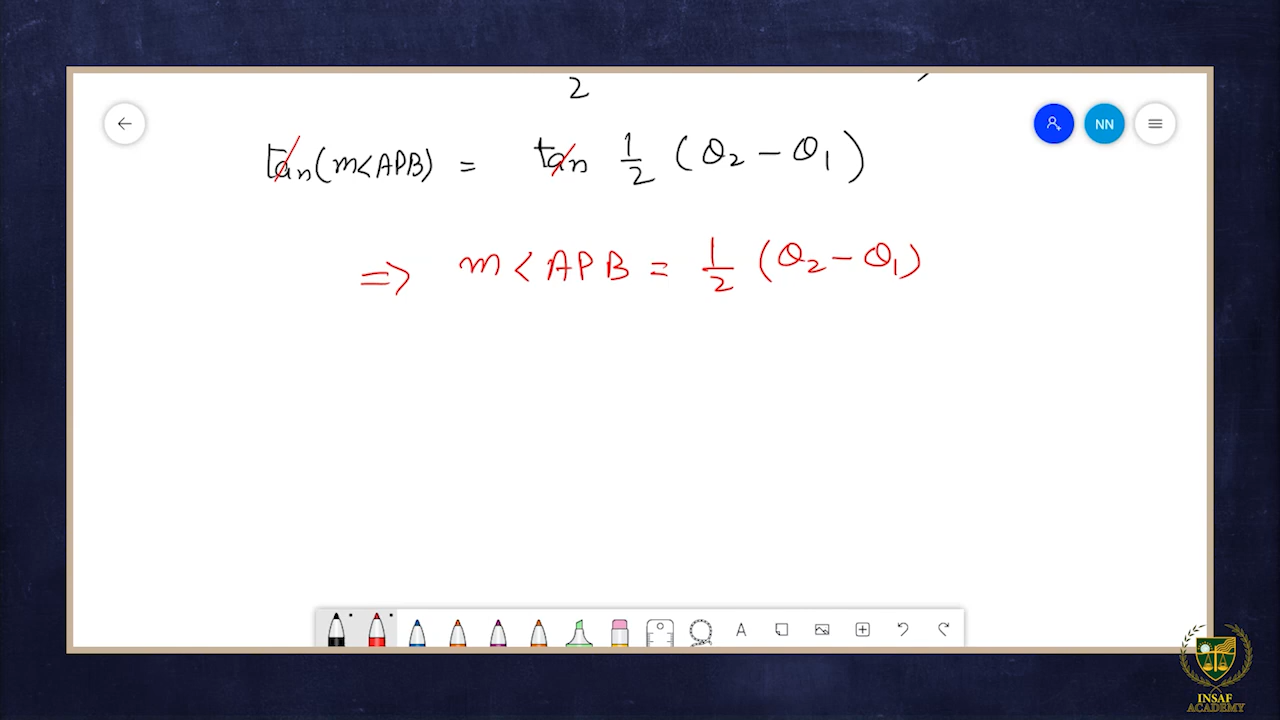 2
tan(m<APB) = tan 1/2 (θ2 − θ1)
=> m<APB = 1/2 (θ2 − θ1)
NN
A
INSAF
ACADEMY